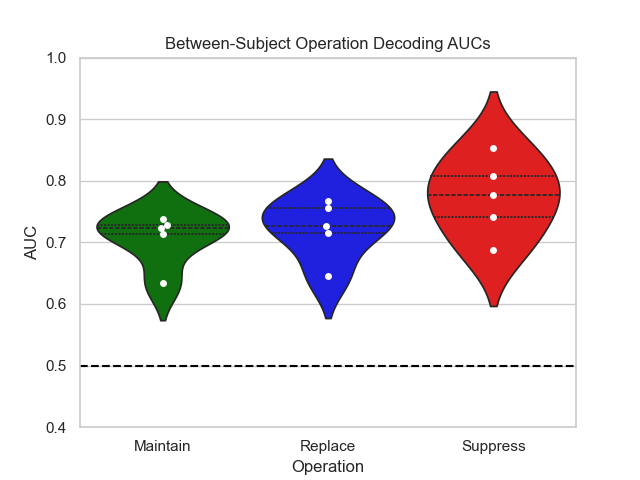 Between-Subject Operation Decoding AUCs
1.0
0.9
0.8
0.7
0.6
0.5
0.4
AUC
Maintain
Replace
Suppress
Operation